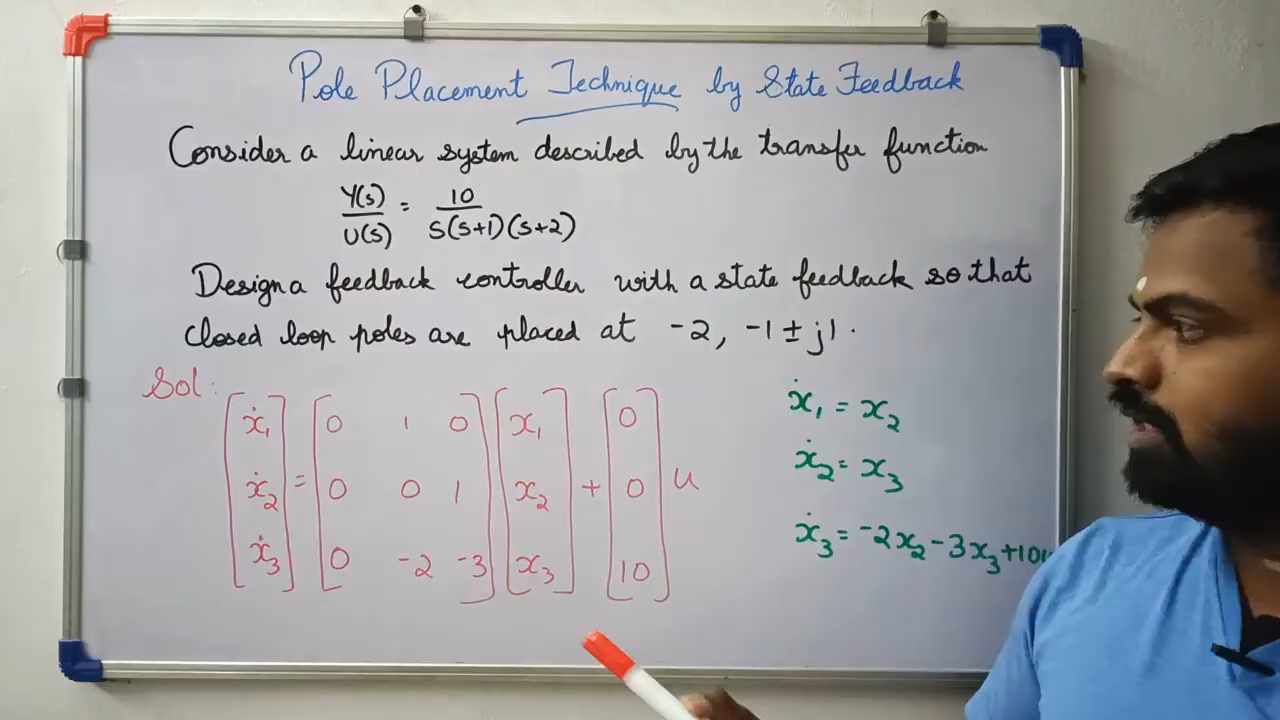 Pole Placement Technique by State Feedback
Consider a linear system described by the transfer function
Y(s)/U(s) = 10/S(s+1)(s+2)
Design a feedback controller with a state feedback so that
closed loop poles are placed at -2, -1 ± j1.
Sol:
[ẋ₁ ẋ₂ ẋ₃] = [0 1 0; 0 0 1; 0 -2 -3] [x₁ x₂ x₃] + [0 0 10] u
ẋ₁ = x₂
ẋ₂ = x₃
ẋ₃ = -2x₂ - 3x₃ + 10